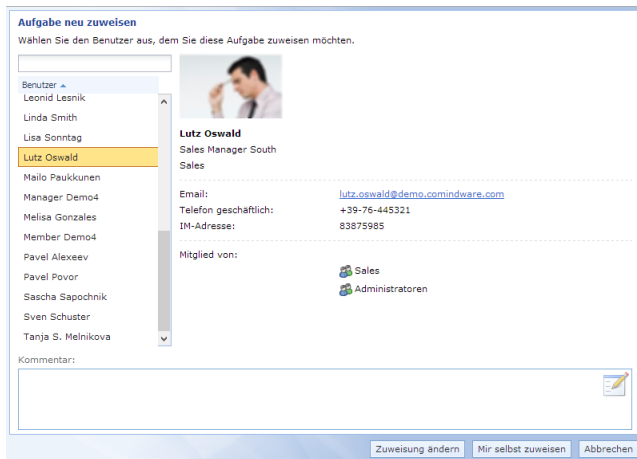 Aufgabe neu zuweisen
Wählen Sie den Benutzer aus, dem Sie diese Aufgabe zuweisen möchten.
Benutzer
Leonid Lesnik
Linda Smith
Lisa Sonntag
Lutz Oswald
Mailo Paukkunen
Manager Demo4
Melisa Gonzales
Member Demo4
Pavel Alexeev
Pavel Povor
Sascha Sapochnik
Sven Schuster
Tanja S. Melnikova
Lutz Oswald
Sales Manager South
Sales
Email: lutz.oswald@demo.comindware.com
Telefon geschäftlich: +39-76-445321
IM-Adresse: 83875985
Mitglied von:
Sales
Administratoren
Kommentar:
Zuweisung ändern Mir selbst zuweisen Abbrechen